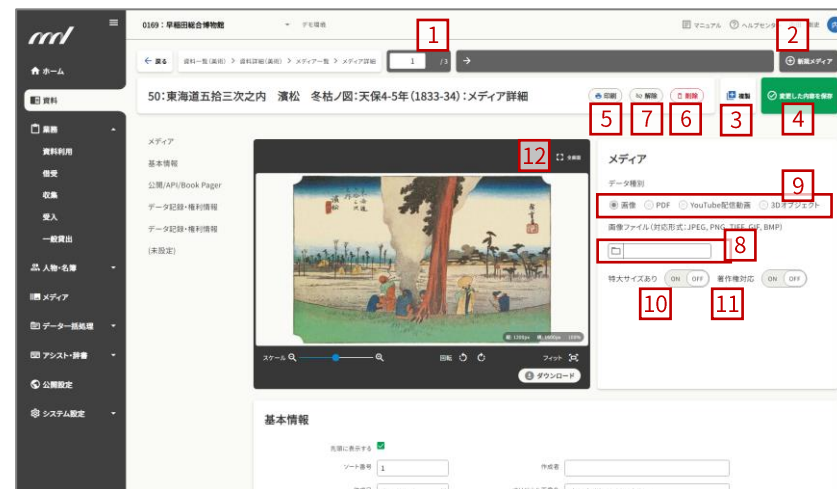 0169：早稲田総合博物館
デモ環境
マニュアル
ヘルプセンター
1
2
戻る
資料一覧(美術) > 資料詳細(美術) > メディア一覧 > メディア詳細
1 /3
新規メディア
ホーム
資料
業務
資料利用
借受
収集
受入
一般貸出
人物・名簿
メディア
データ一括処理
アシスト・辞書
公開設定
システム設定
50:東海道五拾三次之内 濱松 冬枯ノ図:天保4-5年(1833-34):メディア詳細
印刷
解除
削除
複製
変更した内容を保存
5
7
6
3
4
メディア
基本情報
公開/API/Book Pager
データ記録・権利情報
データ記録・権利情報
(未設定)
12
全画面
スケール
回転
フィット
ダウンロード
メディア
データ種別
9
画像
PDF
YouTube配信動画
3Dオブジェクト
画像ファイル(対応形式:JPEG, PNG, TIFF, GIF, BMP)
8
特大サイズあり ON OFF
著作権対応 ON OFF
10
11
基本情報
先頭に表示する
ソート番号 1
作成者